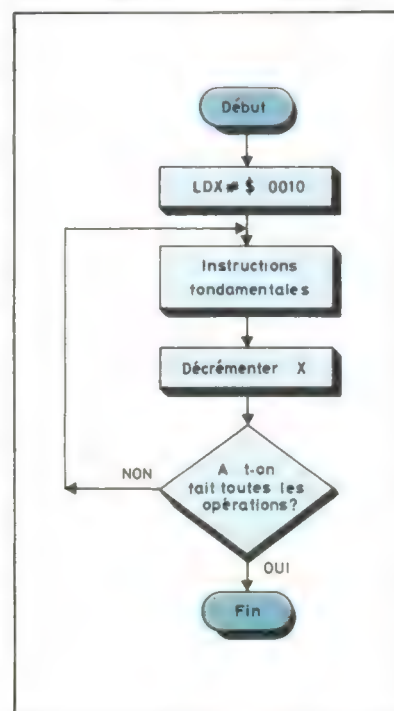 Début
LDX # $ 0010
Instructions
fondamentales
Décrémenter X
NON
A t-on
fait toutes les
opérations?
OUI
Fin